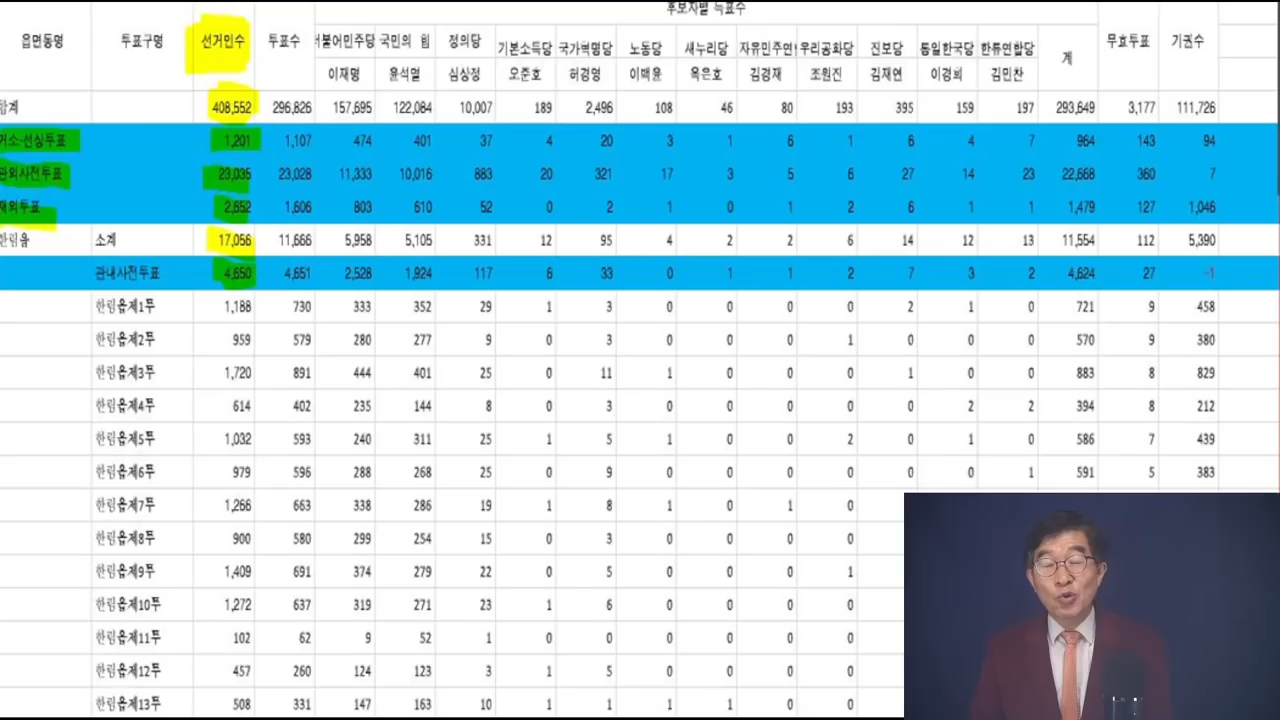 후보자별 득표수
읍면동명 투표구명 선거인수 투표수 국민의 힘 정의당 기본소득당 국가혁명당 노동당 새누리당 우리공화당 진보당 통일한국당 한류연합당 계 무효투표 기권수
이재명 윤석열 심상정 오준호 허경영 이백윤 옥은호 김경재 조원진 김재연 이경희 김민찬
408,552 296,826 157,695 122,084 10,007 189 2,496 108 46 80 193 395 159 197 293,649 3,177 111,726
거소·선상투표 1,201 1,107 474 401 37 4 20 3 1 6 1 6 4 7 964 143 94
관외사전투표 23,035 23,028 11,333 10,016 883 20 321 17 3 5 6 27 14 23 22,668 360 7
재외투표 2,652 1,606 803 610 52 0 2 1 0 1 2 6 1 1 1,479 127 1,046
한림읍 소계 17,056 11,666 5,958 5,105 331 12 95 4 2 2 6 14 12 13 11,554 112 5,390
관내사전투표 4,650 4,651 2,528 1,924 117 6 33 0 1 1 2 7 3 2 4,624 27 -1
한림읍제1투 1,188 730 333 352 29 1 3 0 0 0 0 2 1 0 721 9 458
한림읍제2투 959 579 280 277 9 0 3 0 0 0 1 0 0 0 570 9 380
한림읍제3투 1,720 891 444 401 25 0 11 1 0 0 0 1 0 0 883 8 829
한림읍제4투 614 402 235 144 8 0 3 0 0 0 0 0 2 2 394 8 212
한림읍제5투 1,032 593 240 311 25 1 5 1 0 0 2 0 1 0 586 7 439
한림읍제6투 979 596 288 268 25 0 9 0 0 0 0 0 0 1 591 5 383
한림읍제7투 1,266 663 338 286 19 1 8 1 0 1 0
한림읍제8투 900 580 299 254 15 0 3 0 0 0 0
한림읍제9투 1,409 691 374 279 22 0 5 0 0 0 1
한림읍제10투 1,272 637 319 271 23 1 6 0 0 0 0
한림읍제11투 102 62 9 52 1 0 0 0 0 0 0
한림읍제12투 457 260 124 123 3 1 5 0 0 0 0
한림읍제13투 508 331 147 163 10 1 1 1 1 0 0